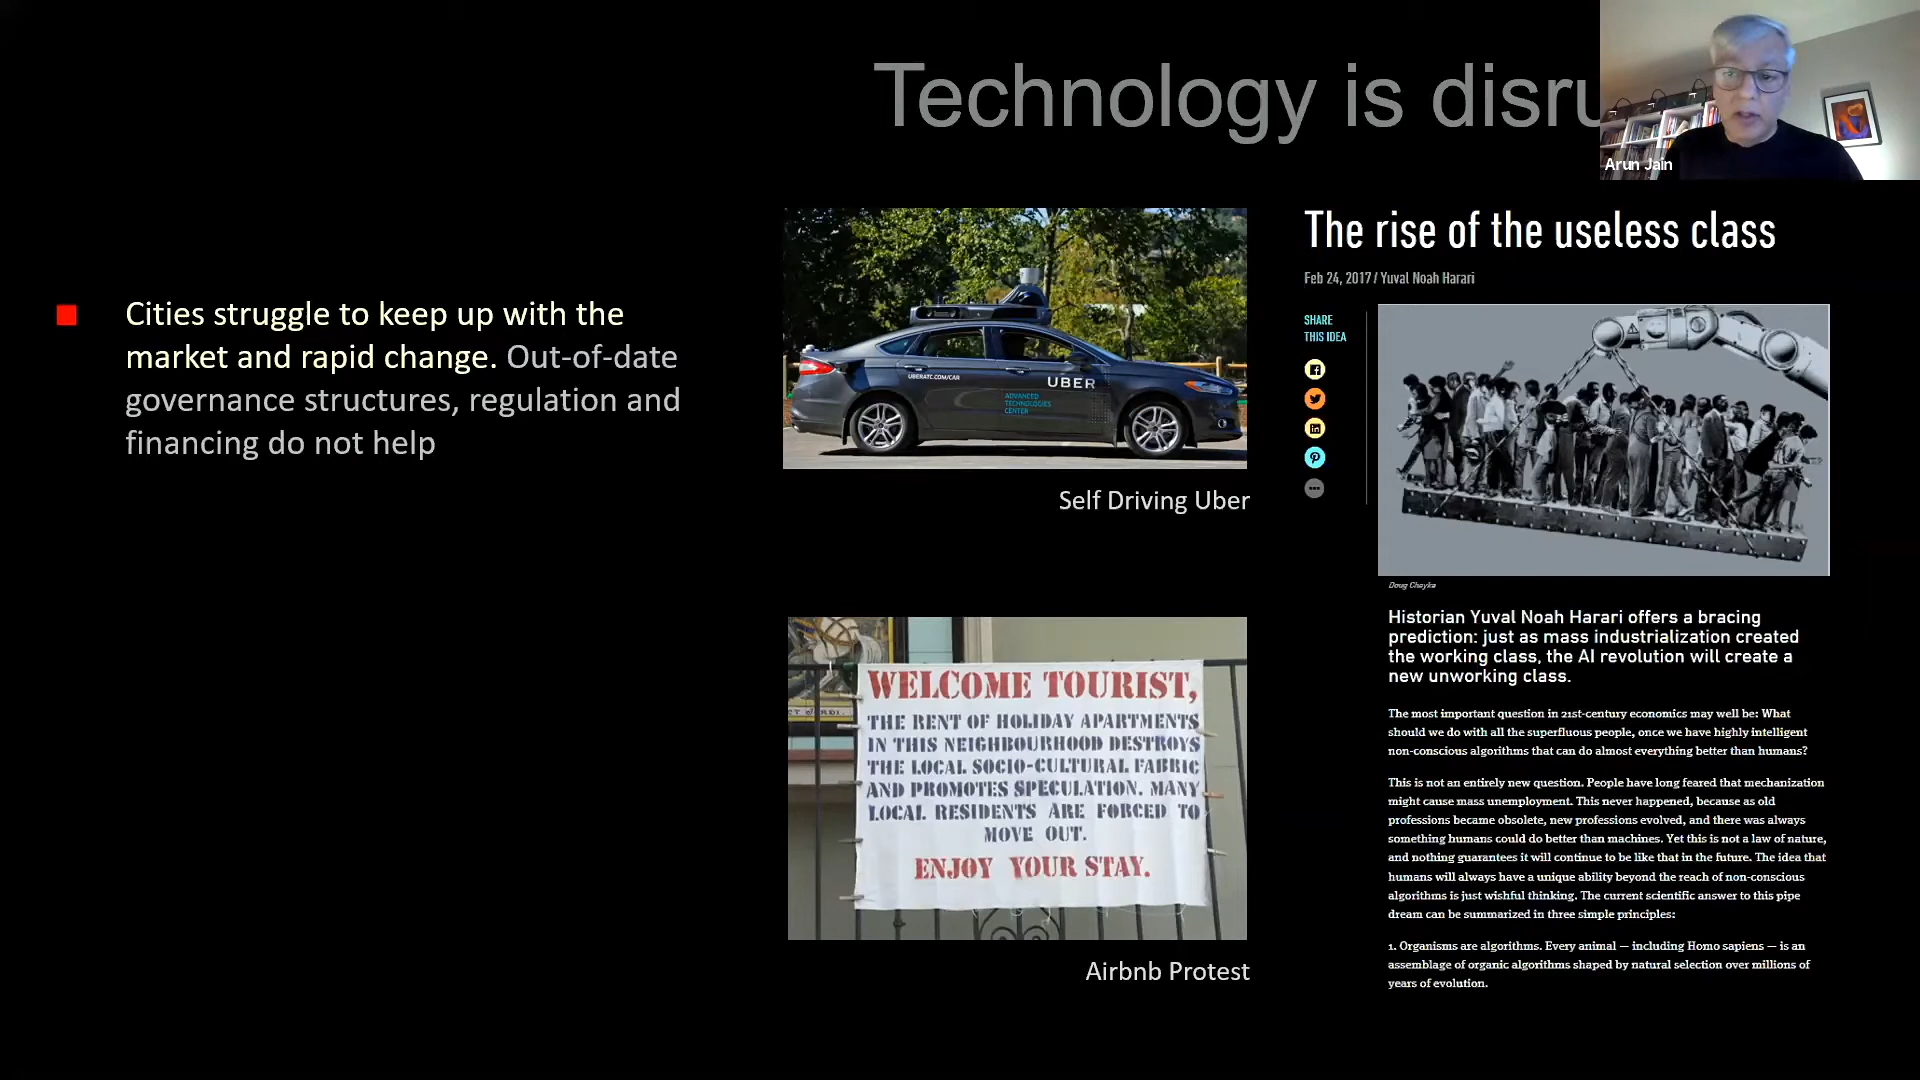 Technology is disru
Arun Jain
Cities struggle to keep up with the
market and rapid change. Out-of-date
governance structures, regulation and
financing do not help
UBERATC.COM/CAR
UBER
ADVANCED
TECHNOLOGIES
CENTER
Self Driving Uber
WELCOME TOURIST,
THE RENT OF HOLIDAY APARTMENTS
IN THIS NEIGHBOURHOOD DESTROYS
THE LOCAL SOCIO-CULTURAL FABRIC
AND PROMOTES SPECULATION. MANY
LOCAL RESIDENTS ARE FORCED TO
MOVE OUT.
ENJOY YOUR STAY.
Airbnb Protest
The rise of the useless class
Feb 24, 2017 / Yuval Noah Harari
SHARE
THIS IDEA
Doug Chayka
Historian Yuval Noah Harari offers a bracing
prediction: just as mass industrialization created
the working class, the AI revolution will create a
new unworking class.
The most important question in 21st-century economics may well be: What
should we do with all the superfluous people, once we have highly intelligent
non-conscious algorithms that can do almost everything better than humans?
This is not an entirely new question. People have long feared that mechanization
might cause mass unemployment. This never happened, because as old
professions became obsolete, new professions evolved, and there was always
something humans could do better than machines. Yet this is not a law of nature,
and nothing guarantees it will continue to be like that in the future. The idea that
humans will always have a unique ability beyond the reach of non-conscious
algorithms is just wishful thinking. The current scientific answer to this pipe
dream can be summarized in three simple principles:
1. Organisms are algorithms. Every animal — including Homo sapiens — is an
assemblage of organic algorithms shaped by natural selection over millions of
years of evolution.